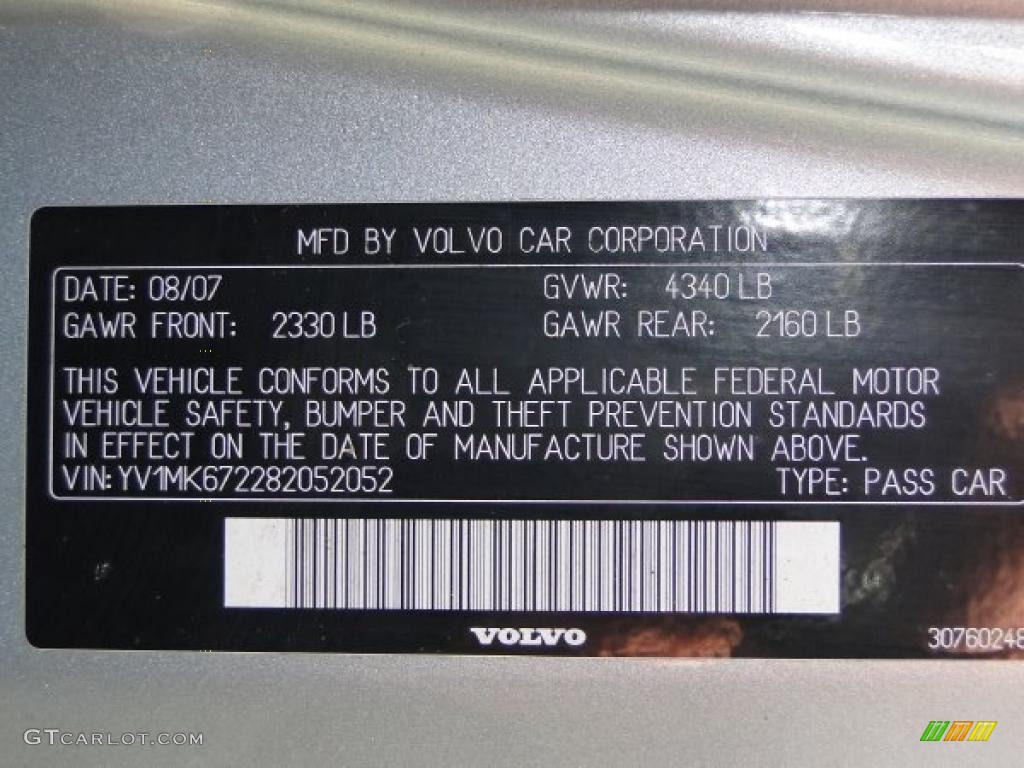 MFD BY VOLVO CAR CORPORATION
DATE: 08/07 GVWR: 4340 LB
GAWR FRONT: 2330 LB GAWR REAR: 2160 LB
THIS VEHICLE CONFORMS TO ALL APPLICABLE FEDERAL MOTOR
VEHICLE SAFETY, BUMPER AND THEFT PREVENTION STANDARDS
IN EFFECT ON THE DATE OF MANUFACTURE SHOWN ABOVE.
VIN: YV1MK672282052052 TYPE: PASS CAR
VOLVO
30760248
GTCARLOT.COM